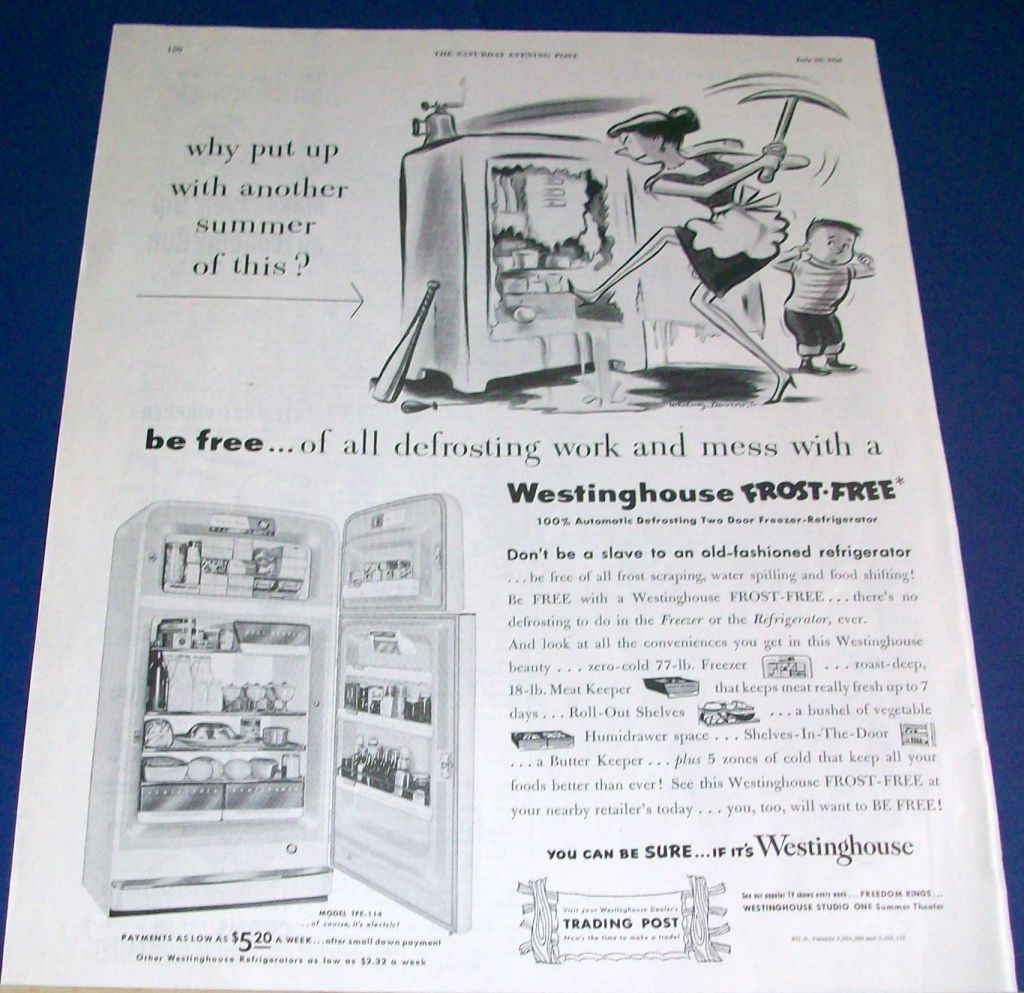 130
THE SATURDAY EVENING POST
why put up
with another
summer
of this?
be free...of all defrosting work and mess with a
Westinghouse FROST-FREE*
100% Automatic Defrosting Two Door Freezer-Refrigerator
Don't be a slave to an old-fashioned refrigerator
...be free of all frost scraping, water spilling and food shifting!
Be FREE with a Westinghouse FROST-FREE...there's no
defrosting to do in the Freezer or the Refrigerator, ever.
And look at all the conveniences you get in this Westinghouse
beauty ... zero-cold 77-lb. Freezer ... roast-deep,
18-lb. Meat Keeper that keeps meat really fresh up to 7
days ... Roll-Out Shelves ... a bushel of vegetable
Humidrawer space ... Shelves-In-The-Door
... a Butter Keeper ... plus 5 zones of cold that keep all your
foods better than ever! See this Westinghouse FROST-FREE at
your nearby retailer's today ... you, too, will want to BE FREE!
YOU CAN BE SURE...IF IT'S Westinghouse
MODEL TFE-114
...of course, it's electric!
PAYMENTS AS LOW AS $5.20 A WEEK...after small down payment
Other Westinghouse Refrigerators as low as $2.32 a week
Visit your Westinghouse Dealer's
TRADING POST
Now's the time to make a trade!
See our popular TV shows every week...FREEDOM RINGS...
WESTINGHOUSE STUDIO ONE Summer Theater